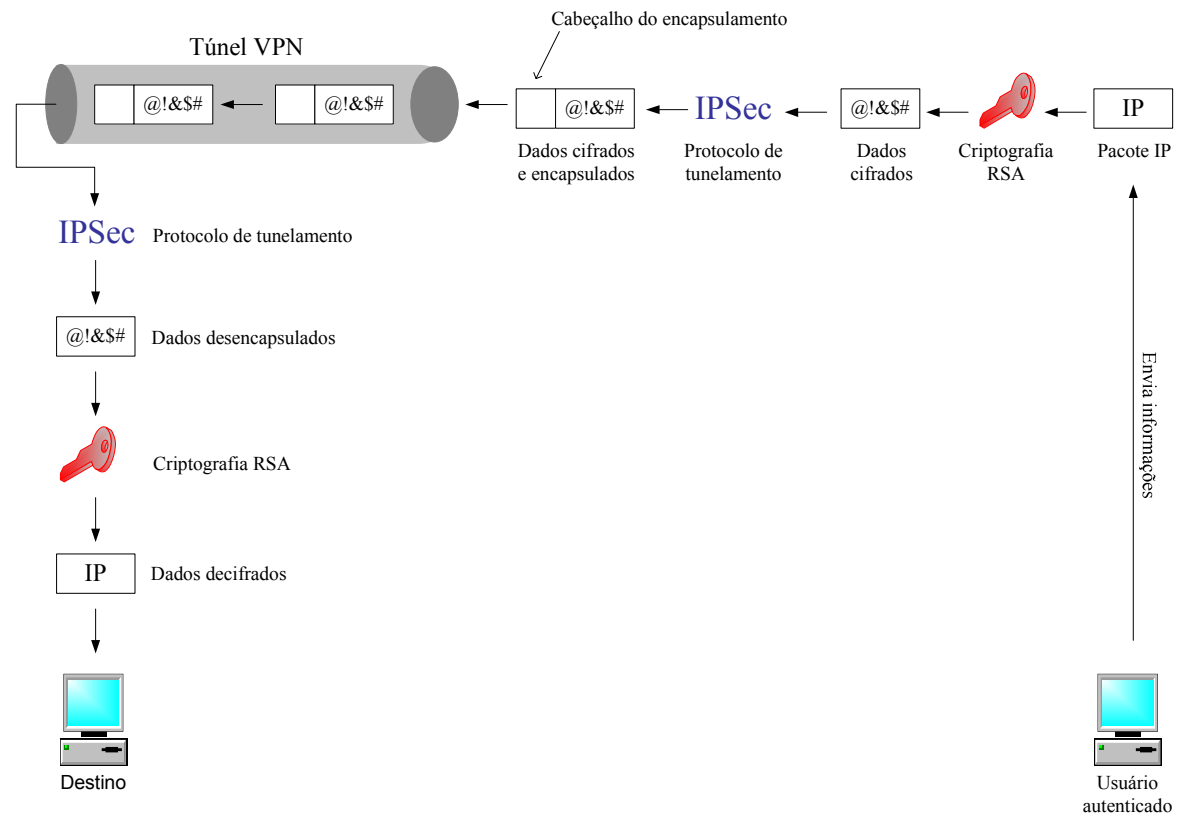 Cabeçalho do encapsulamento
Túnel VPN
@!&$#
@!&$#
@!&$#
IPSec
@!&$#
IP
Dados cifrados
e encapsulados
Protocolo de
tunelamento
Dados
cifrados
Criptografia
RSA
Pacote IP
IPSec
Protocolo de tunelamento
@!&$#
Dados desencapsulados
Criptografia RSA
IP
Dados decifrados
Destino
Envia informações
Usuário
autenticado